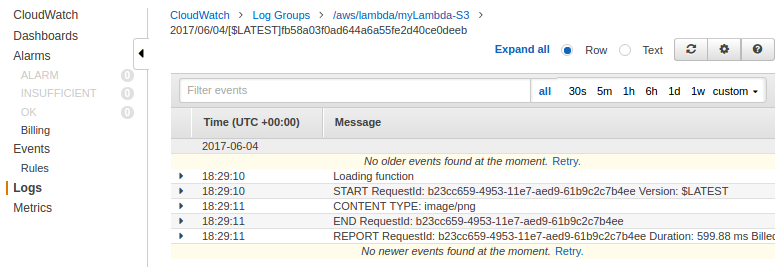 CloudWatch
Dashboards
Alarms
ALARM 0
INSUFFICIENT 0
OK 0
Billing
Events
Rules
Logs
Metrics
CloudWatch > Log Groups > /aws/lambda/myLambda-S3 >
2017/06/04/[$LATEST]fb58a03f0ad644a6a55fe2d40ce0deeb
Expand all Row Text
Filter events all 30s 5m 1h 6h 1d 1w custom
Time (UTC +00:00) Message
2017-06-04
No older events found at the moment. Retry.
18:29:10 Loading function
18:29:10 START RequestId: b23cc659-4953-11e7-aed9-61b9c2c7b4ee Version: $LATEST
18:29:11 CONTENT TYPE: image/png
18:29:11 END RequestId: b23cc659-4953-11e7-aed9-61b9c2c7b4ee
18:29:11 REPORT RequestId: b23cc659-4953-11e7-aed9-61b9c2c7b4ee Duration: 599.88 ms Billed
No newer events found at the moment. Retry.